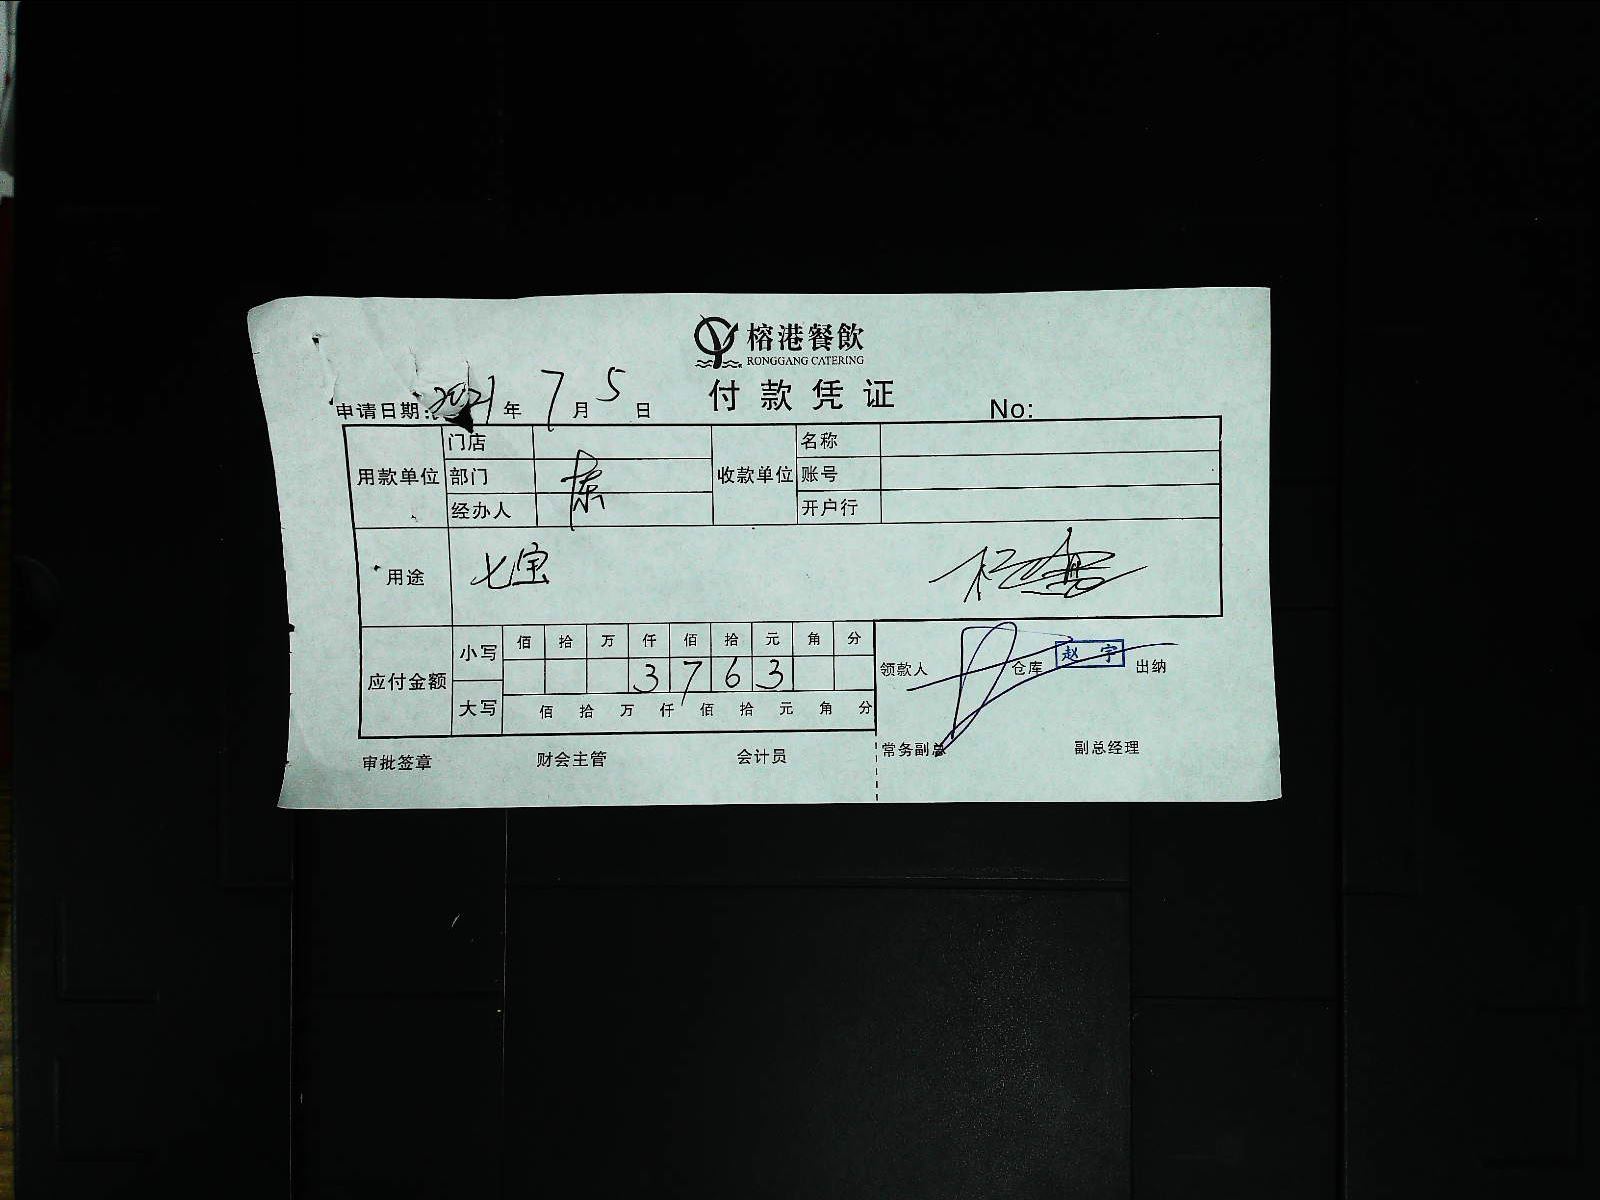 榕港餐飲
RONGGANG CATERING
付款凭证
申请日期: 2021 年 7 月 5 日
No:
用款单位 门店 收款单位 名称
部门 账号
经办人 开户行
用途 七宝
应付金额 小写 佰 拾 万 仟 佰 拾 元 角 分
3 7 6 3
大写 佰 拾 万 仟 佰 拾 元 角 分
领款人 仓库 赵宇 出纳
审批签章 财会主管 会计员 常务副总 副总经理